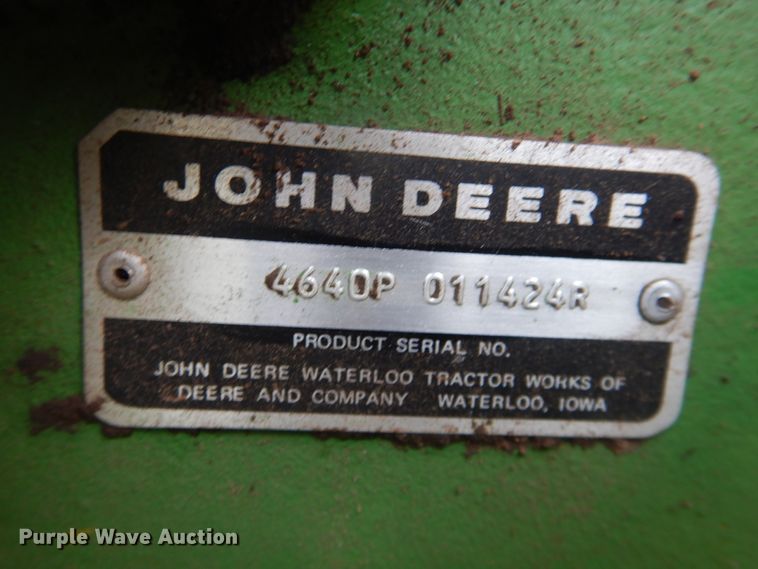 JOHN DEERE
4640P 011424R
PRODUCT SERIAL NO.
JOHN DEERE WATERLOO TRACTOR WORKS OF
DEERE AND COMPANY WATERLOO, IOWA
Purple Wave Auction